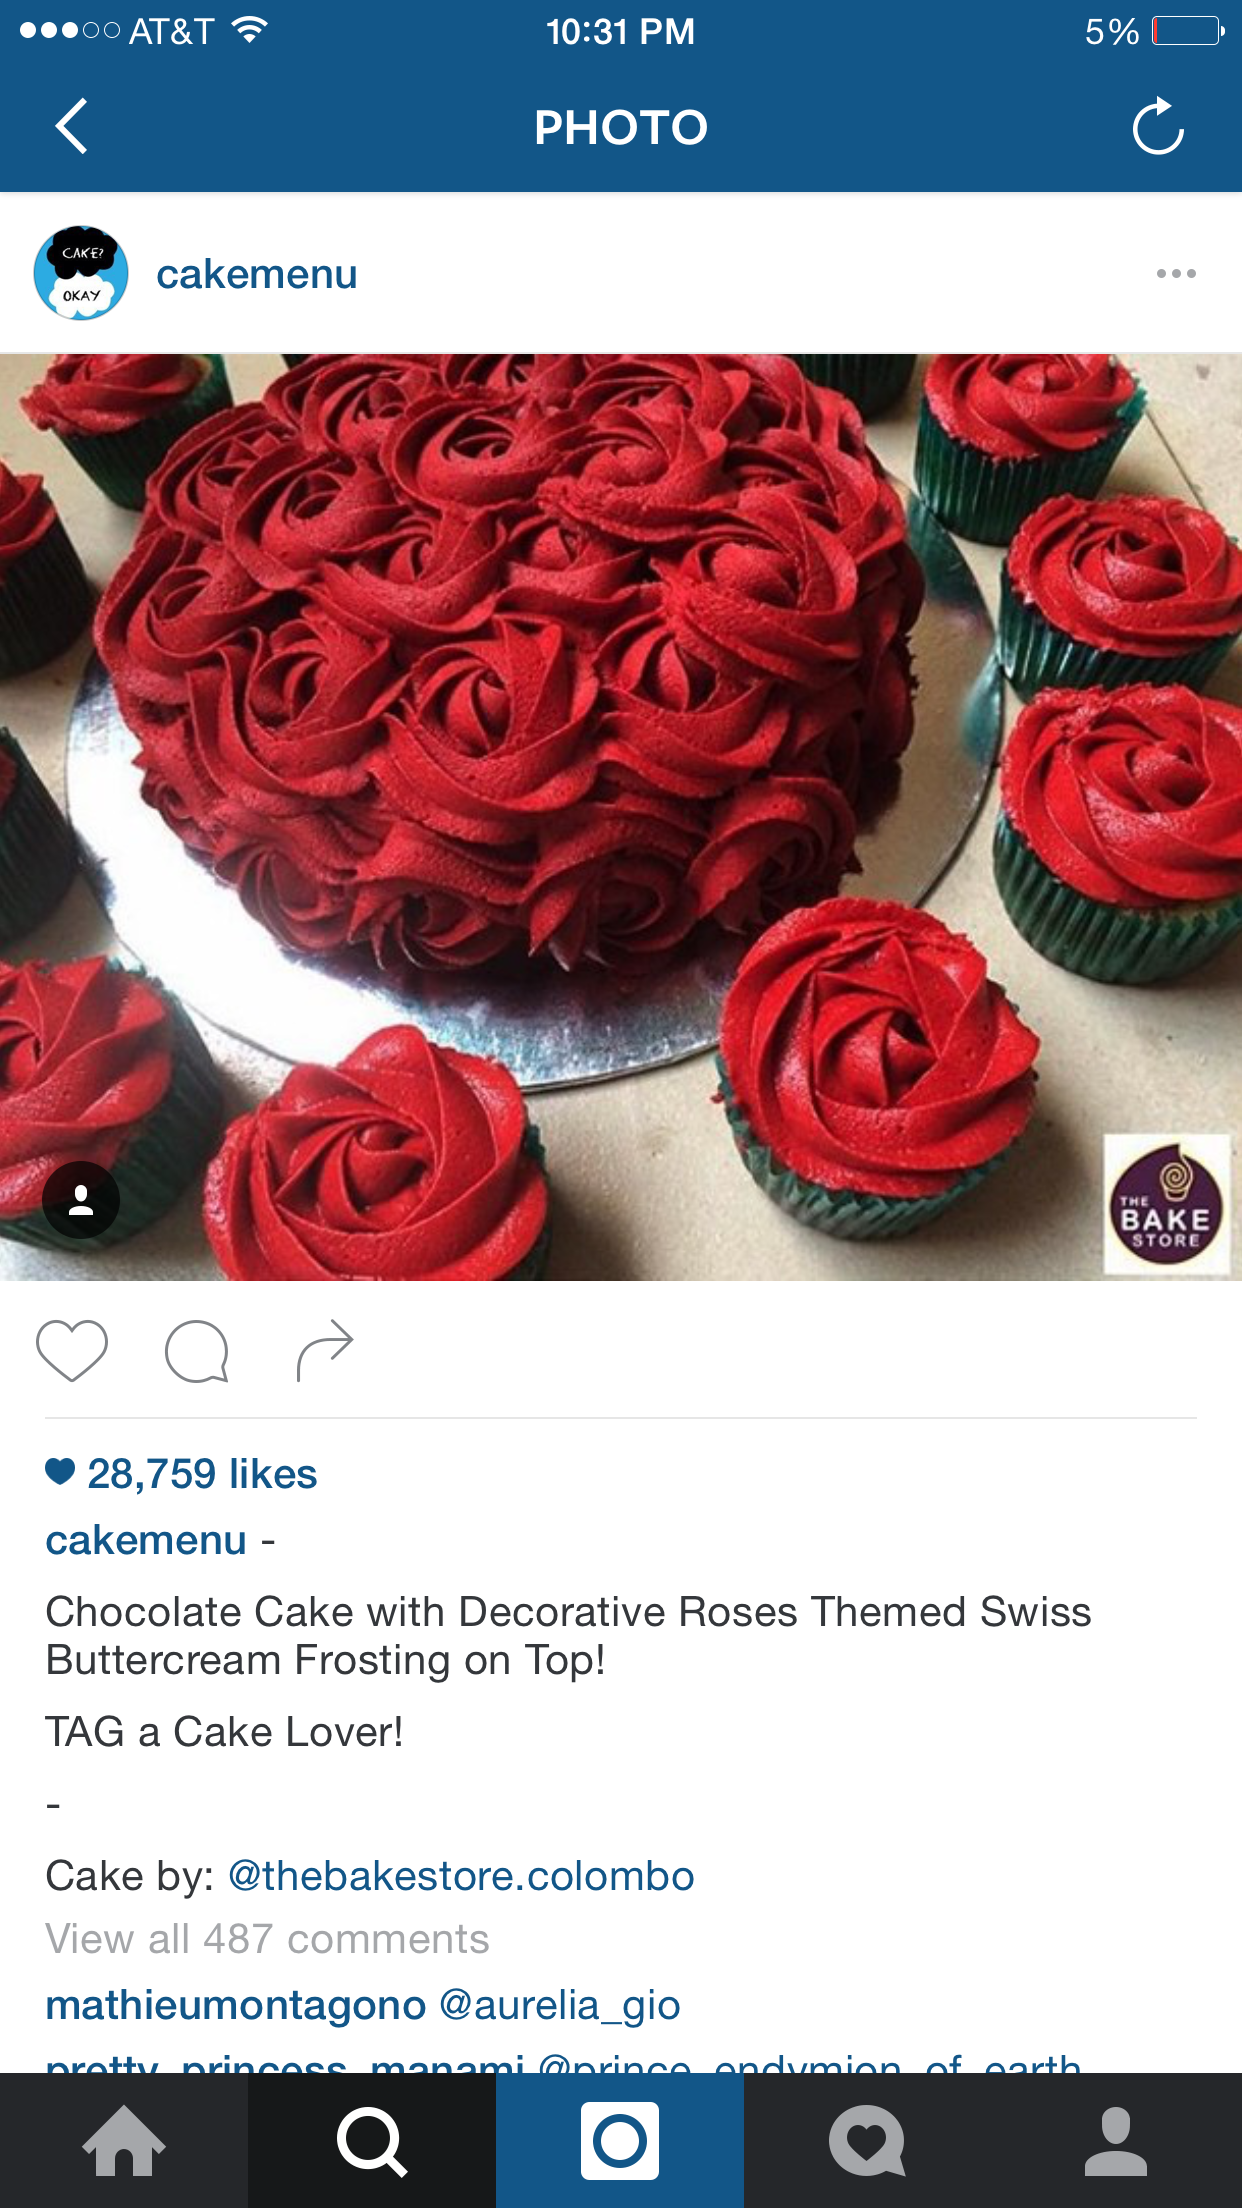 AT&T 10:31 PM 5%
PHOTO
CAKE?
OKAY
cakemenu
THE
BAKE
STORE
28,759 likes
cakemenu -
Chocolate Cake with Decorative Roses Themed Swiss
Buttercream Frosting on Top!
TAG a Cake Lover!
-
Cake by: @thebakestore.colombo
View all 487 comments
mathieumontagono @aurelia_gio
pretty_princess_manami @prince_endymion_of_earth